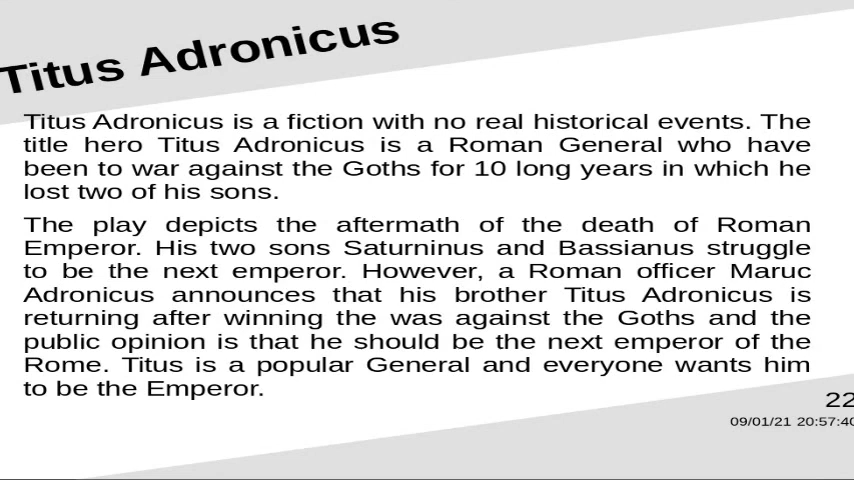 Titus Adronicus
Titus Adronicus is a fiction with no real historical events. The
title hero Titus Adronicus is a Roman General who have
been to war against the Goths for 10 long years in which he
lost two of his sons.
The play depicts the aftermath of the death of Roman
Emperor. His two sons Saturninus and Bassianus struggle
to be the next emperor. However, a Roman officer Maruc
Adronicus announces that his brother Titus Adronicus is
returning after winning the was against the Goths and the
public opinion is that he should be the next emperor of the
Rome. Titus is a popular General and everyone wants him
to be the Emperor.
22
09/01/21 20:57:40